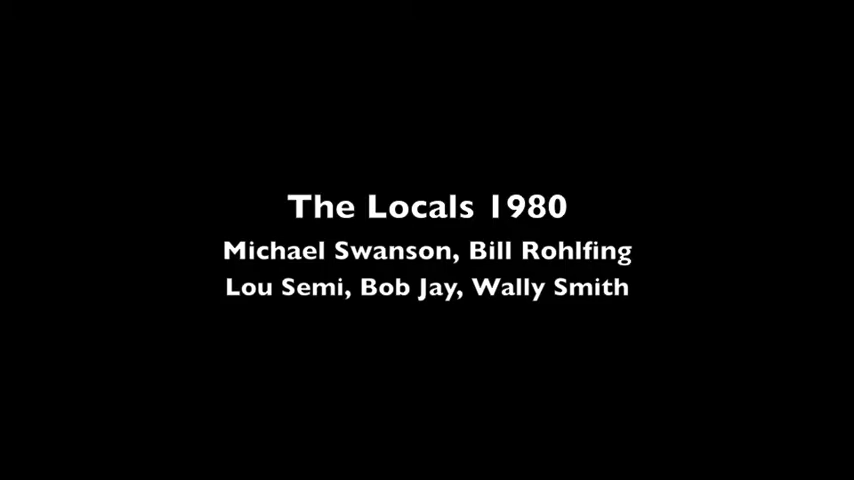 The Locals 1980
Michael Swanson, Bill Rohlfing
Lou Semi, Bob Jay, Wally Smith